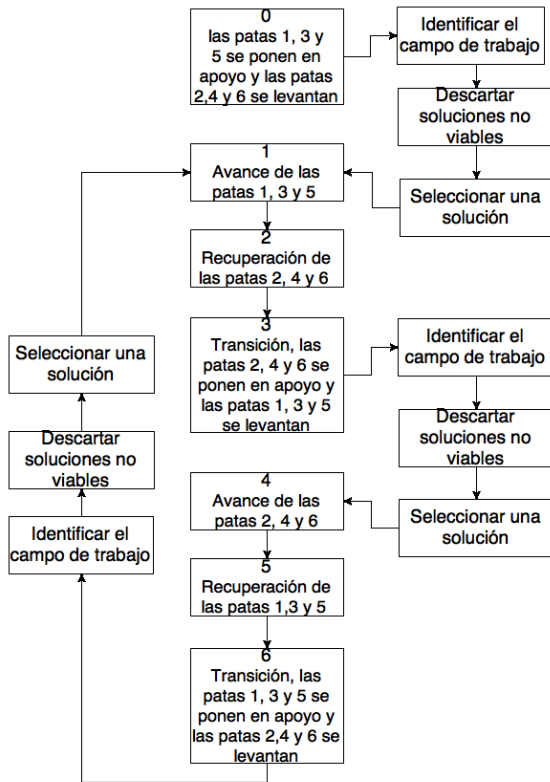 0
las patas 1, 3 y
5 se ponen en
apoyo y las patas
2,4 y 6 se levantan
Identificar el
campo de trabajo
Descartar
soluciones no
viables
Seleccionar una
solución
1
Avance de las
patas 1, 3 y 5
2
Recuperación de
las patas 2, 4 y 6
3
Transición, las
patas 2, 4 y 6 se
ponen en apoyo y
las patas 1, 3 y 5
se levantan
Identificar el
campo de trabajo
Descartar
soluciones no
viables
Seleccionar una
solución
4
Avance de las
patas 2, 4 y 6
5
Recuperación de
las patas 1,3 y 5
6
Transición, las
patas 1, 3 y 5 se
ponen en apoyo y
las patas 2,4 y 6 se
levantan
Identificar el
campo de trabajo
Descartar
soluciones no
viables
Seleccionar una
solución